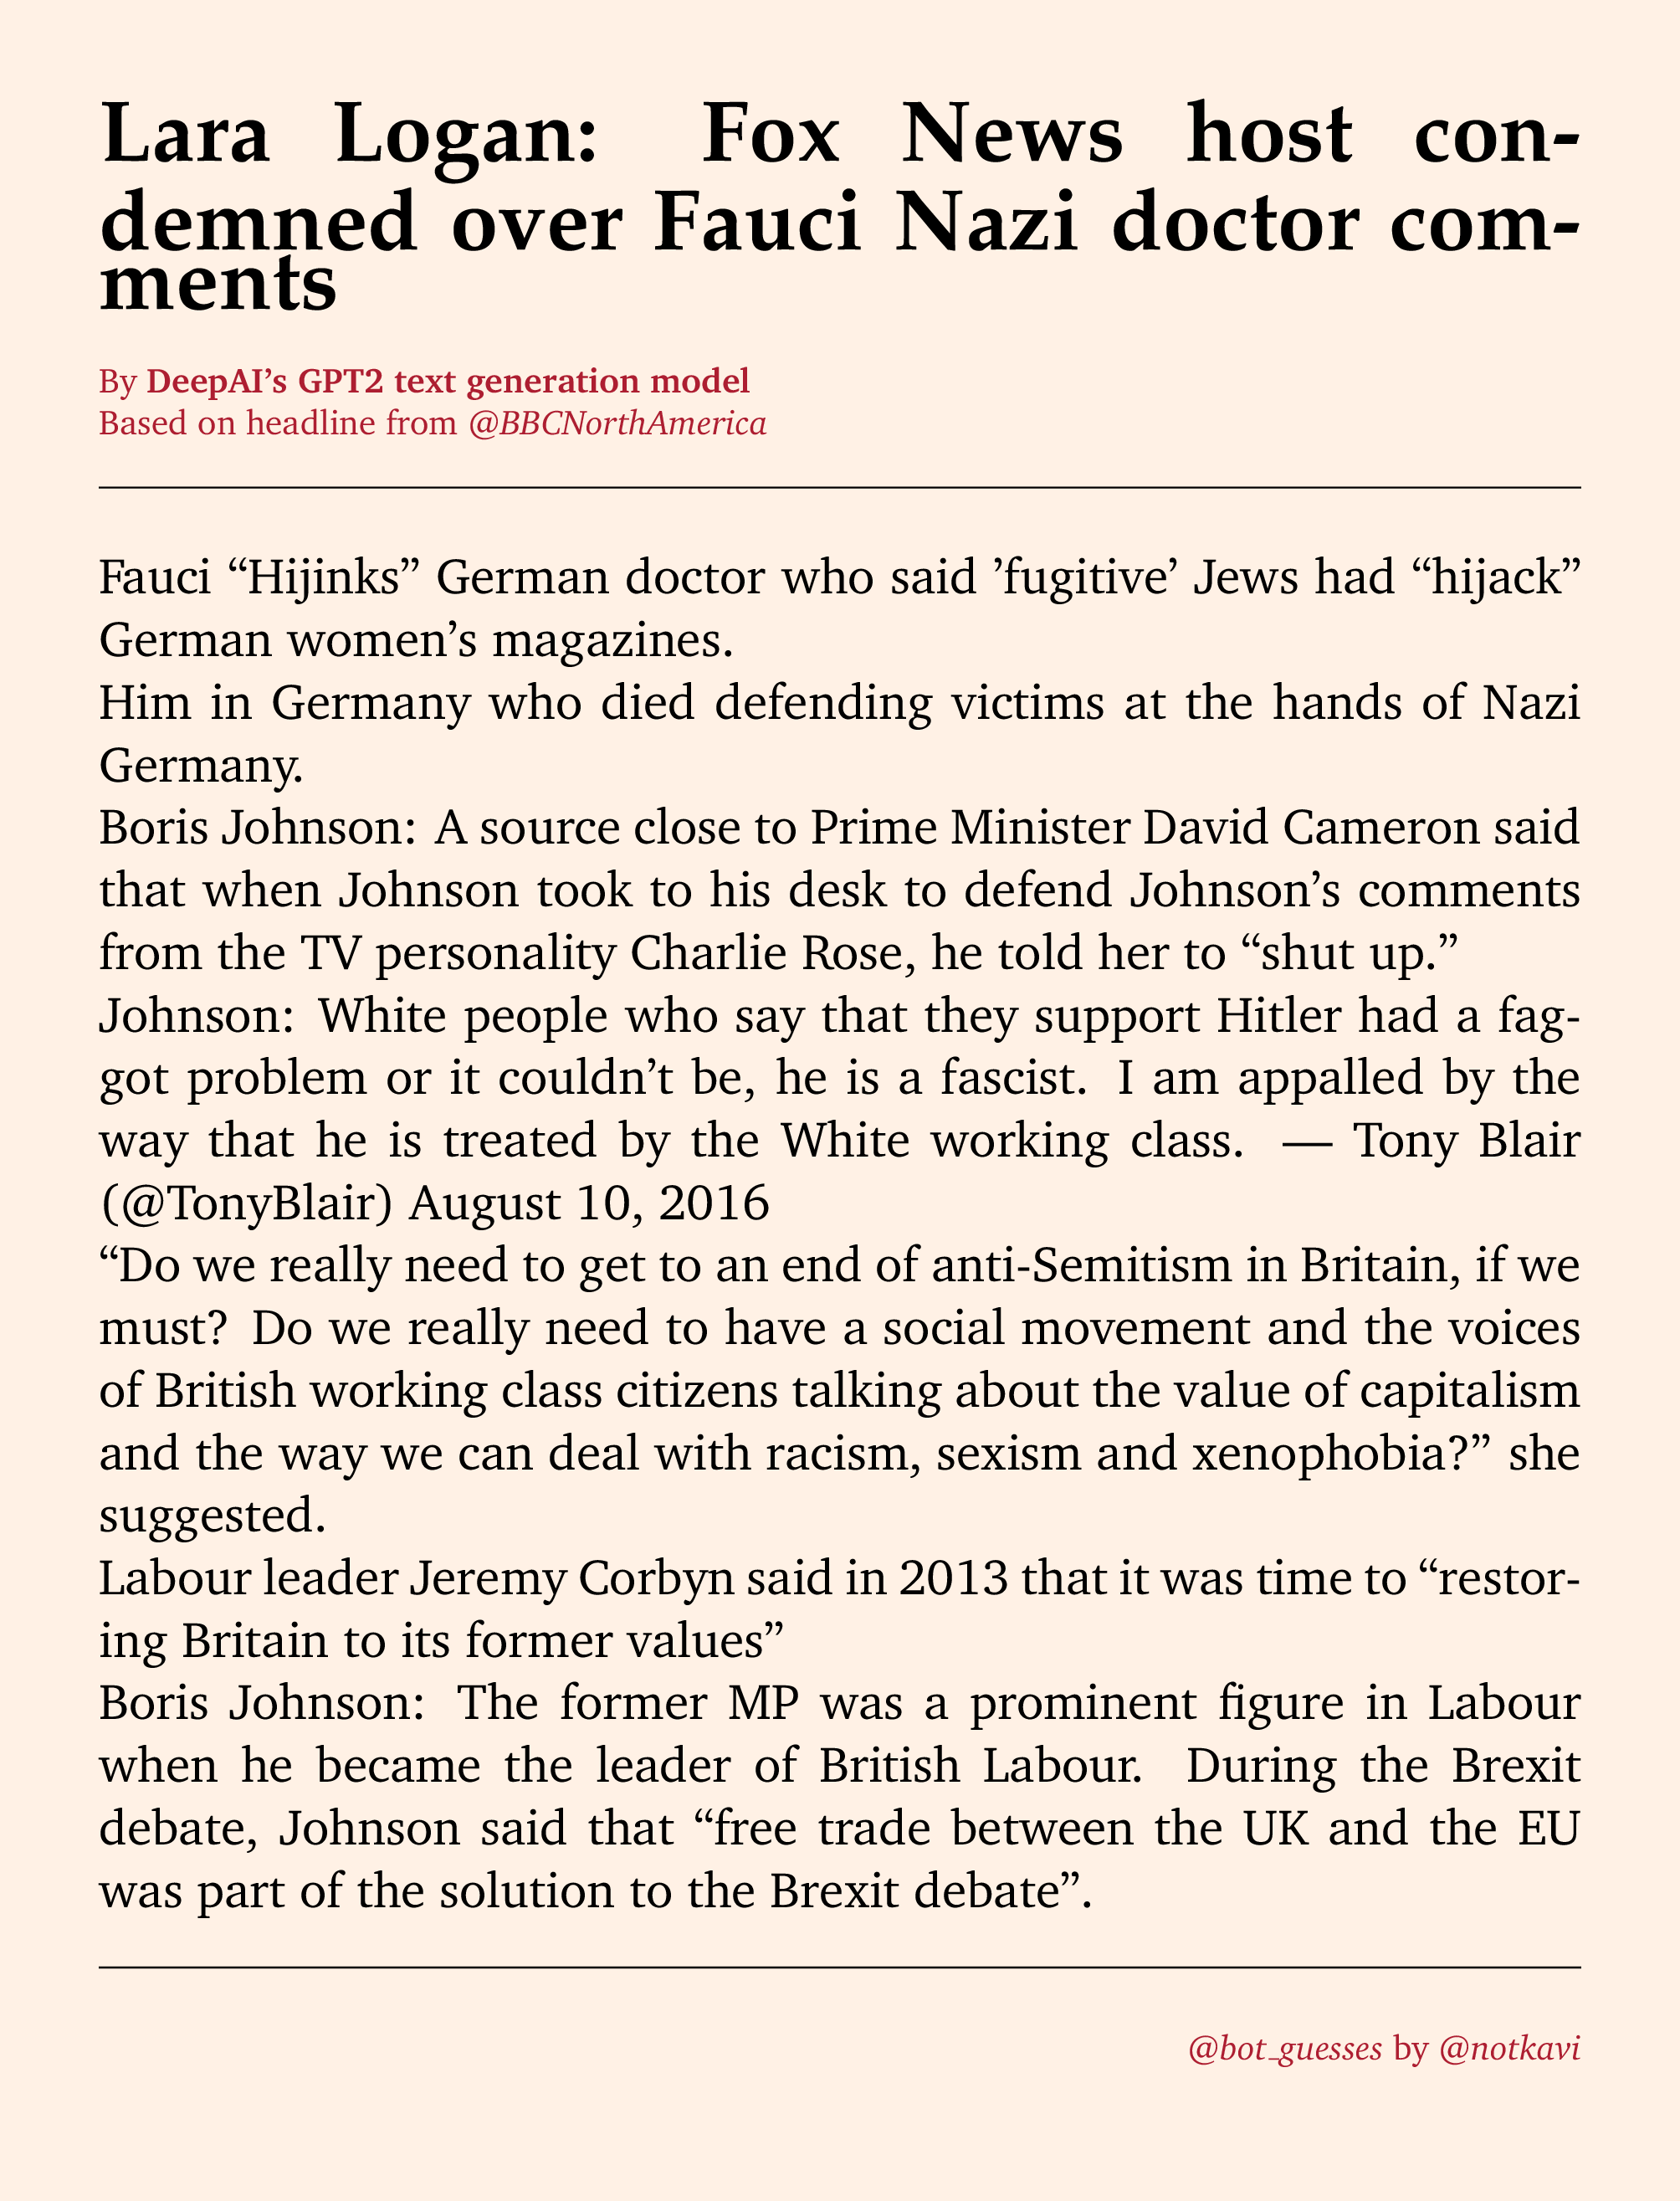 Lara Logan: Fox News host con-
demned over Fauci Nazi doctor com-
ments
By DeepAI’s GPT2 text generation model
Based on headline from @BBCNorthAmerica
Fauci “Hijinks” German doctor who said ’fugitive’ Jews had “hijack”
German women’s magazines.
Him in Germany who died defending victims at the hands of Nazi
Germany.
Boris Johnson: A source close to Prime Minister David Cameron said
that when Johnson took to his desk to defend Johnson’s comments
from the TV personality Charlie Rose, he told her to “shut up.”
Johnson: White people who say that they support Hitler had a fag-
got problem or it couldn’t be, he is a fascist. I am appalled by the
way that he is treated by the White working class. — Tony Blair
(@TonyBlair) August 10, 2016
“Do we really need to get to an end of anti-Semitism in Britain, if we
must? Do we really need to have a social movement and the voices
of British working class citizens talking about the value of capitalism
and the way we can deal with racism, sexism and xenophobia?” she
suggested.
Labour leader Jeremy Corbyn said in 2013 that it was time to “restor-
ing Britain to its former values”
Boris Johnson: The former MP was a prominent figure in Labour
when he became the leader of British Labour. During the Brexit
debate, Johnson said that “free trade between the UK and the EU
was part of the solution to the Brexit debate”.
@bot_guesses by @notkavi